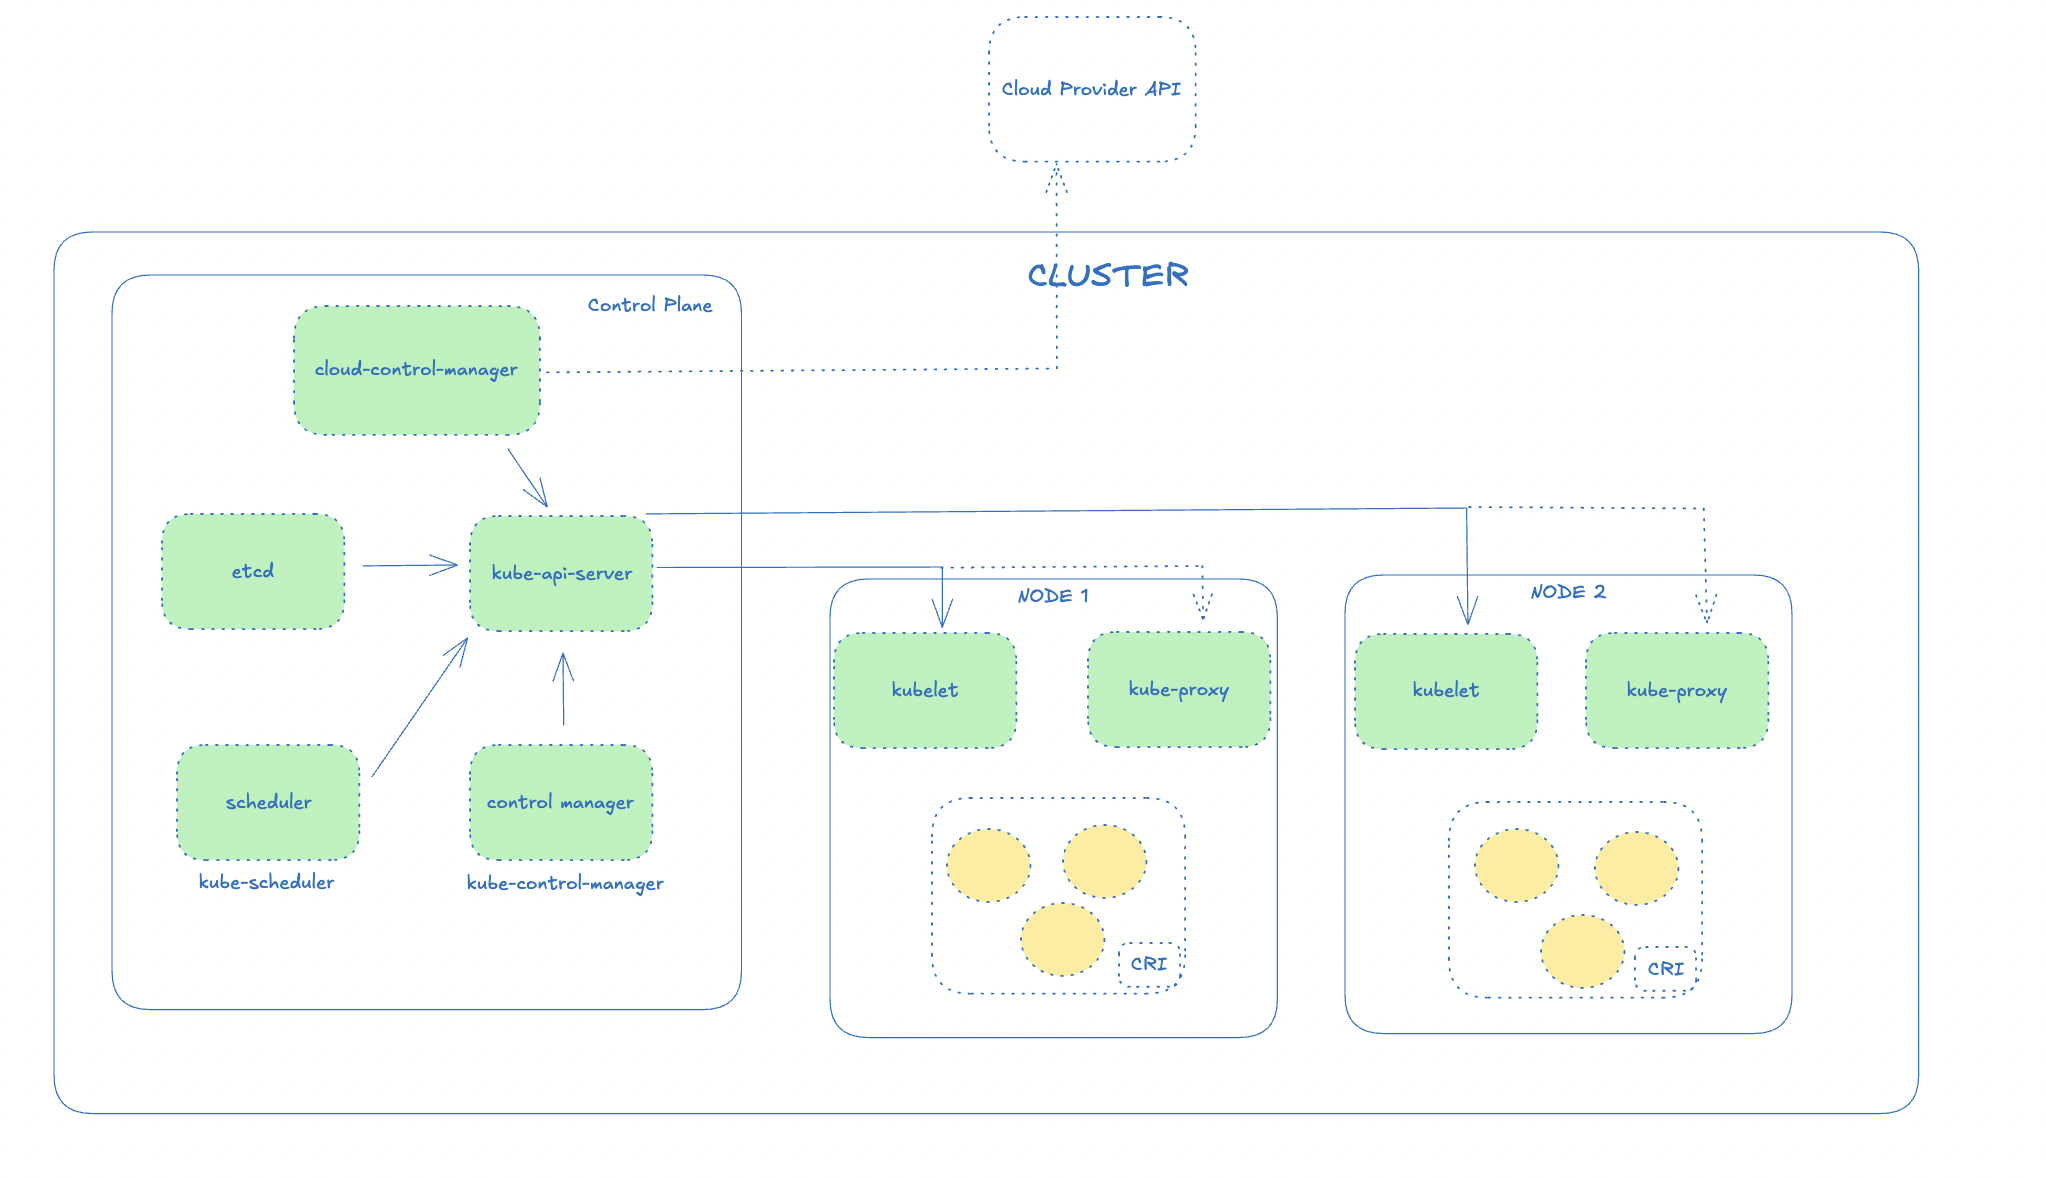 Cloud Provider API
CLUSTER
Control Plane
cloud-control-manager
etcd
kube-api-server
scheduler
control manager
kube-scheduler
kube-control-manager
NODE 1
kubelet
kube-proxy
CRI
NODE 2
kubelet
kube-proxy
CRI